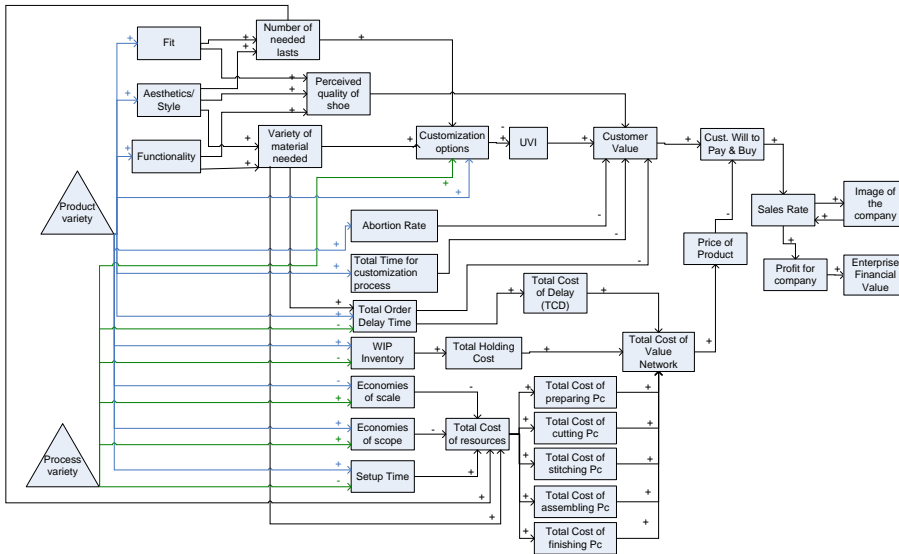 Number of
needed
lasts
Fit
Perceived
quality of
shoe
Aesthetics/
Style
Variety of
material
needed
Functionality
Customization
options
UVI
Customer
Value
Cust. Will to
Pay & Buy
Product
variety
Abortion Rate
Total Time for
customization
process
Sales Rate
Image of
the
company
Price of
Product
Profit for
company
Enterprise
Financial
Value
Total Order
Delay Time
Total Cost
of Delay
(TCD)
WIP
Inventory
Total Holding
Cost
Total Cost of
Value
Network
Economies
of scale
Economies
of scope
Setup Time
Total Cost
of resources
Process
variety
Total Cost of
preparing Pc
Total Cost of
cutting Pc
Total Cost of
stitching Pc
Total Cost of
assembling Pc
Total Cost of
finishing Pc